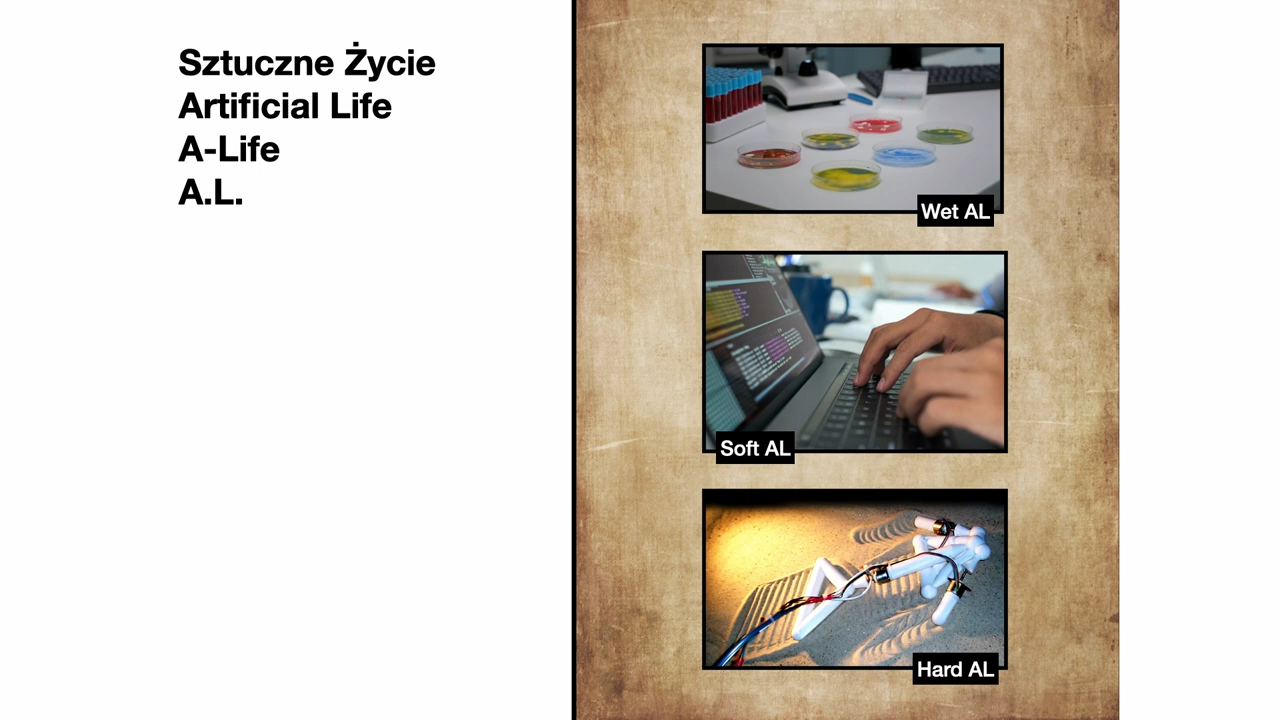 Sztuczne Życie
Artificial Life
A-Life
A.L.
Wet AL
Soft AL
Hard AL